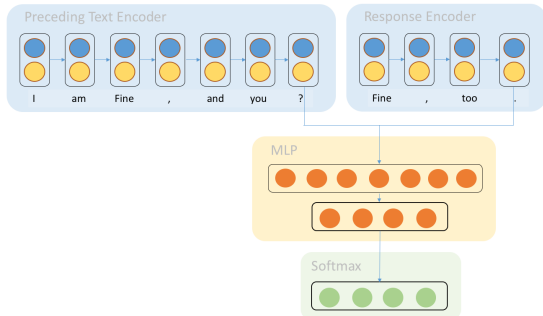 Preceding Text Encoder
I am Fine , and you ?
Response Encoder
Fine , too .
MLP
Softmax